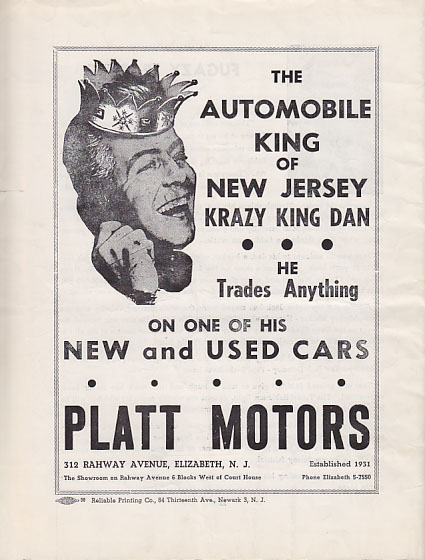 THE
AUTOMOBILE
KING
OF
NEW JERSEY
KRAZY KING DAN
HE
Trades Anything
ON ONE OF HIS
NEW and USED CARS
PLATT MOTORS
312 RAHWAY AVENUE, ELIZABETH, N. J. Established 1931
The Showroom on Rahway Avenue 6 Blocks West of Court House Phone Elizabeth 5-7550
Reliable Printing Co., 84 Thirteenth Ave., Newark 3, N. J.